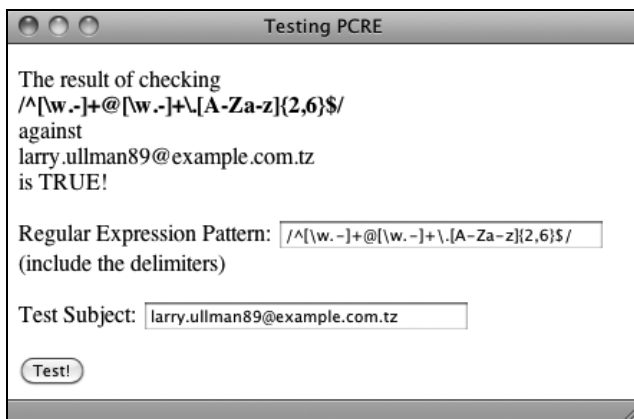 Testing PCRE
The result of checking
/^[\w.-]+@[\w.-]+\.[A-Za-z]{2,6}$/
against
larry.ullman89@example.com.tz
is TRUE!
Regular Expression Pattern: /^[\w.-]+@[\w.-]+\.[A-Za-z]{2,6}$/
(include the delimiters)
Test Subject: larry.ullman89@example.com.tz
Test!